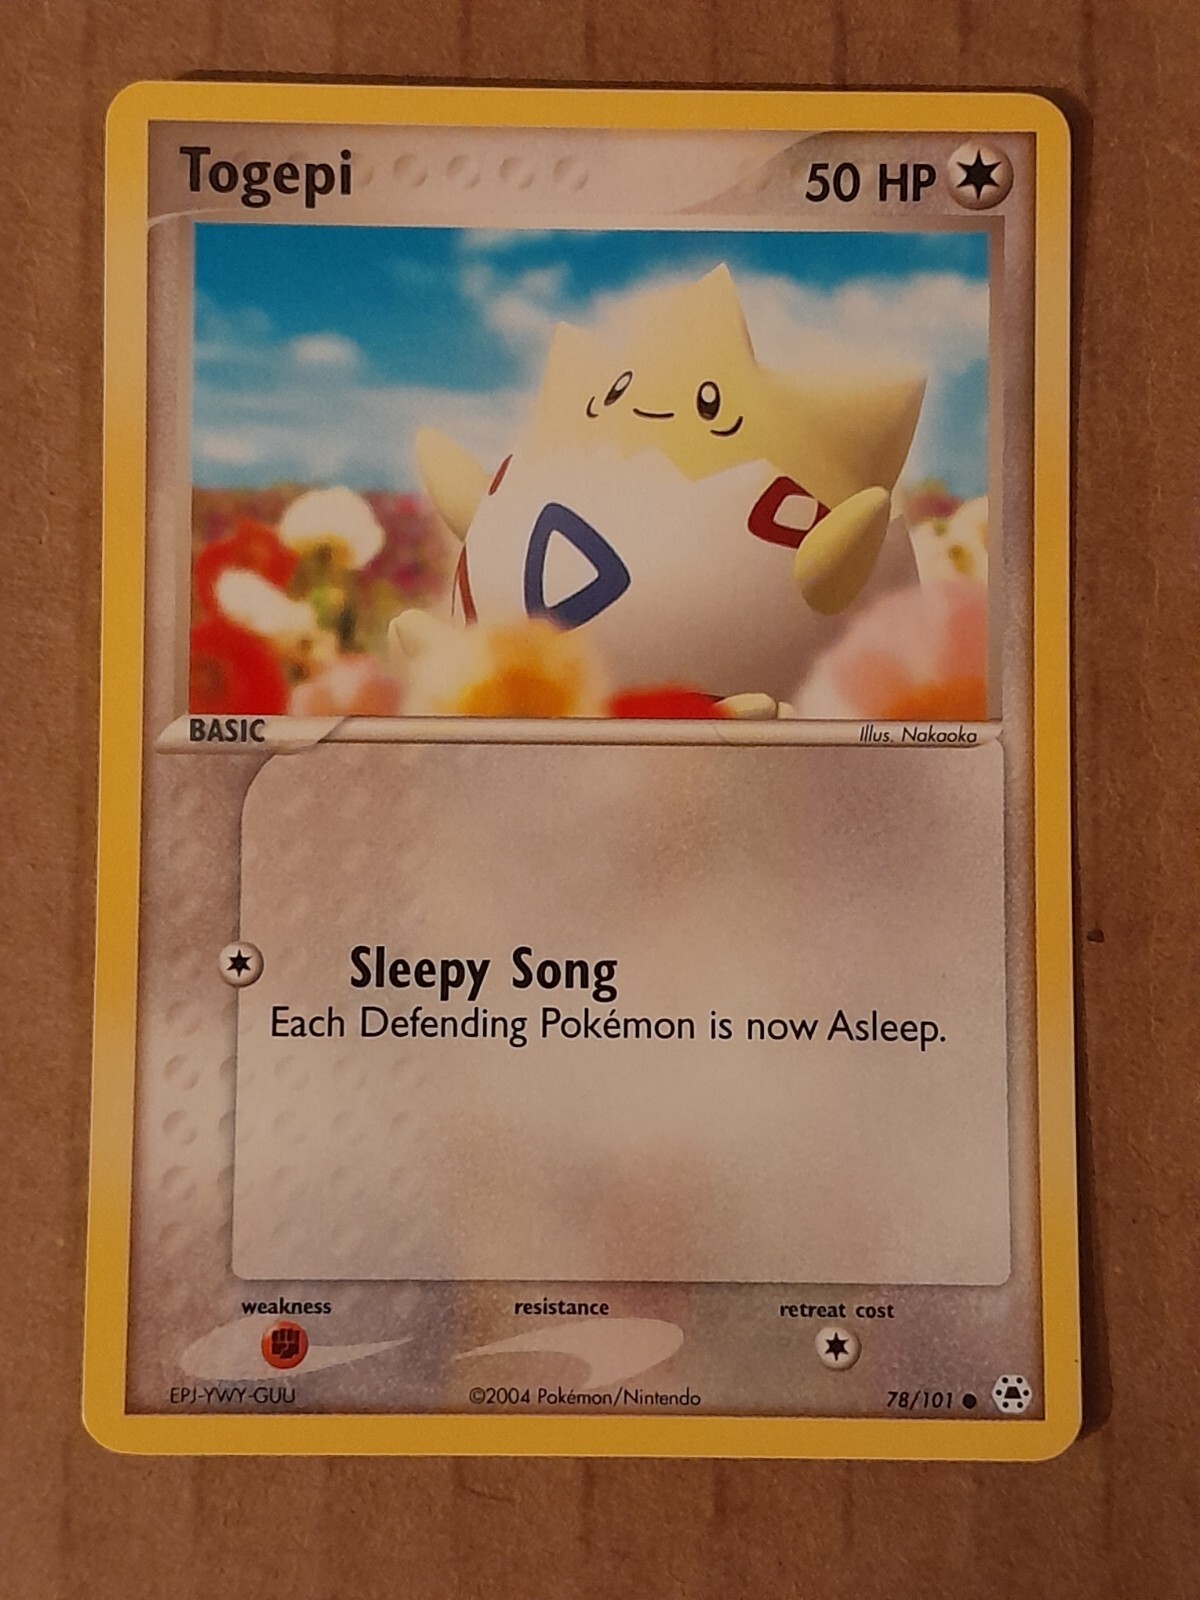 Togepi 50 HP
BASIC
Illus. Nakaoka
Sleepy Song
Each Defending Pokémon is now Asleep.
weakness resistance retreat cost
EPJ-YWY-GUU ©2004 Pokémon/Nintendo 78/101